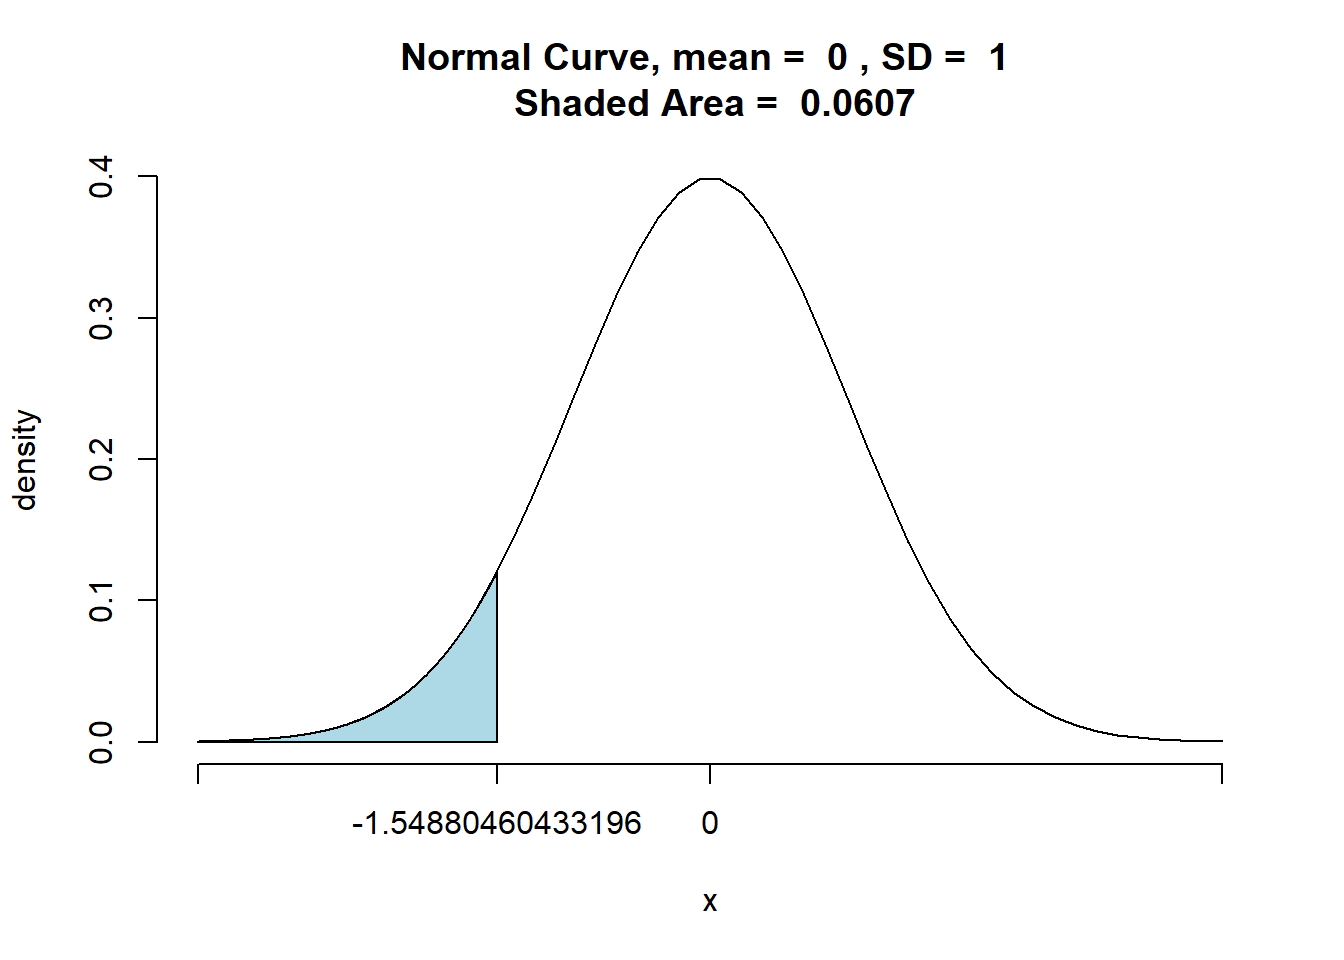 Normal Curve, mean =  0 , SD =  1
Shaded Area =  0.0607
0.4
0.3
0.2
0.1
0.0
density
-1.54880460433196
0
x